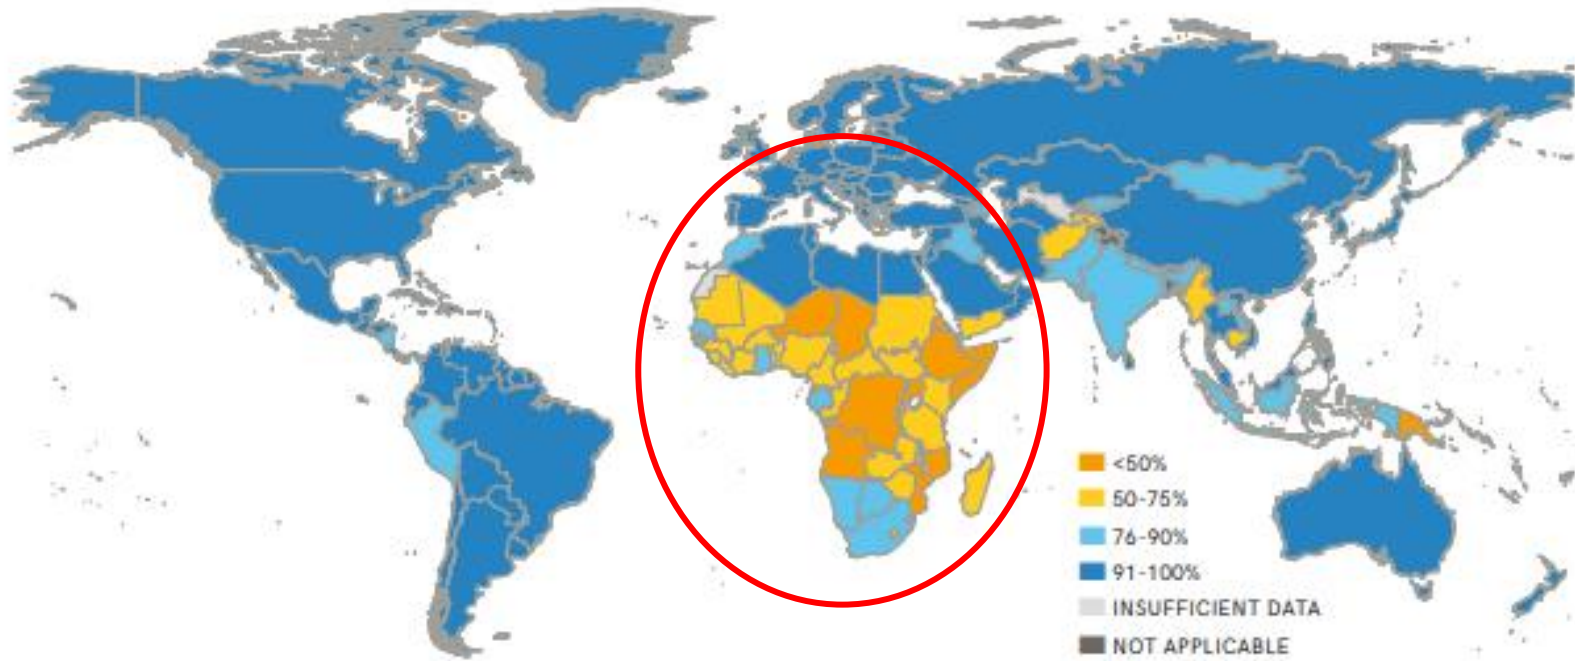 <50%
50-75%
76-90%
91-100%
INSUFFICIENT DATA
NOT APPLICABLE